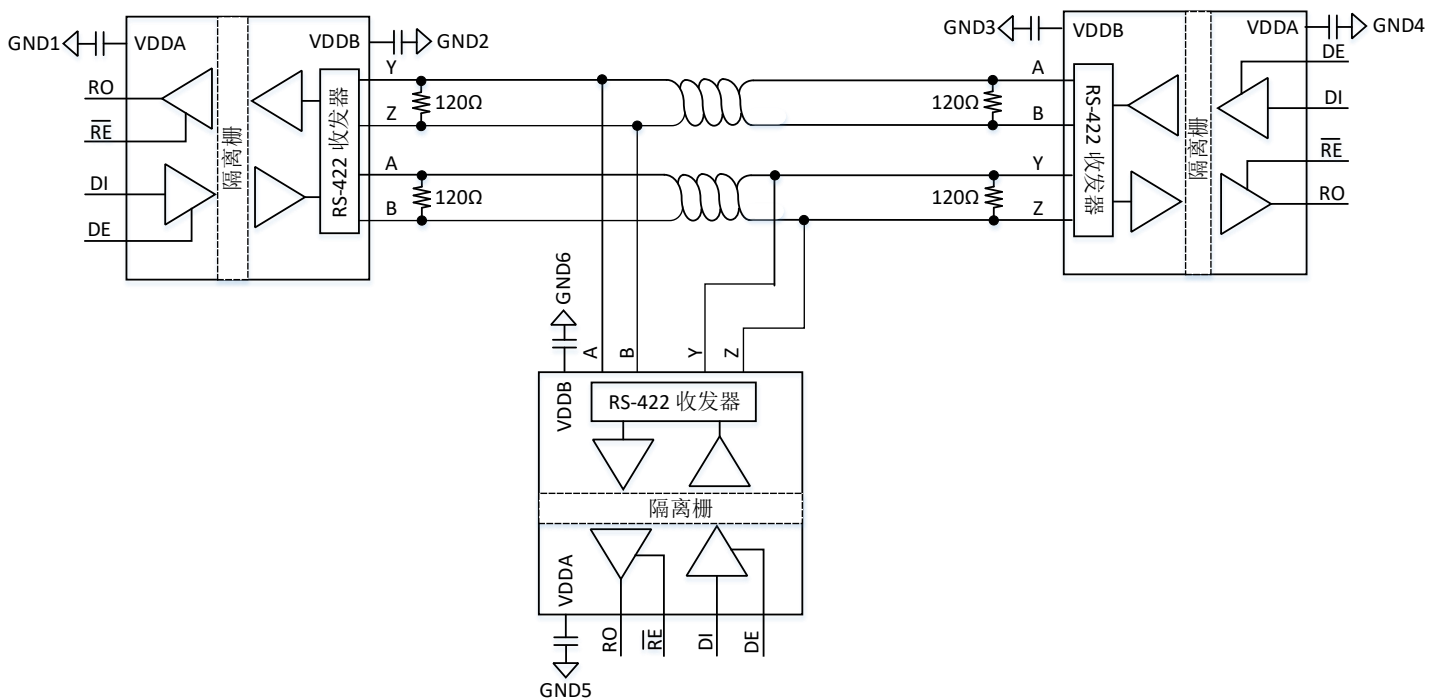 GND1
VDDA
VDDB
GND2
RO
RE
DI
DE
隔离栅
RS-422 收发器
Y
Z
A
B
120Ω
120Ω
GND3
VDDB
VDDA
GND4
A
B
Y
Z
120Ω
120Ω
RS-422 收发器
隔离栅
DE
DI
RE
RO
GND6
A
B
Y
Z
VDDB
RS-422 收发器
隔离栅
VDDA
RO
RE
DI
DE
GND5